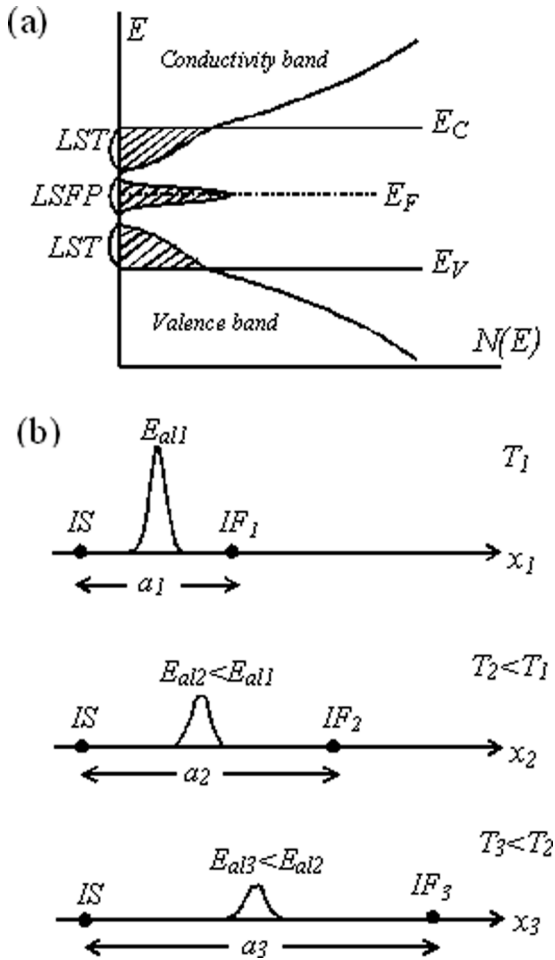 (a)
E
Conductivity band
LST
E_C
LSFP
E_F
LST
E_V
Valence band
N(E)
(b)
E_al1
T_1
IS
IF_1
x_1
a_1
T_2<T_1
E_al2<E_al1
IS
IF_2
x_2
a_2
T_3<T_2
E_al3<E_al2
IS
IF_3
x_3
a_3